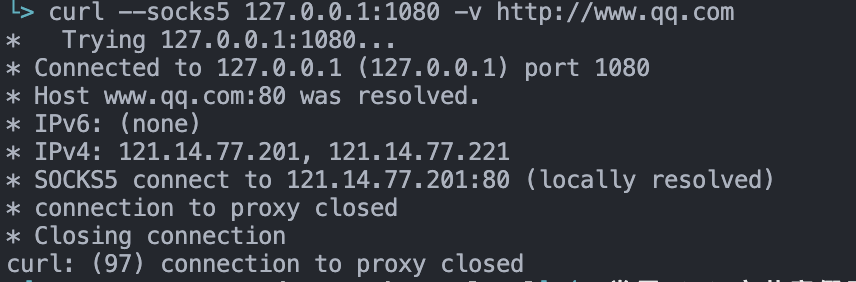 └> curl --socks5 127.0.0.1:1080 -v http://www.qq.com
*   Trying 127.0.0.1:1080...
* Connected to 127.0.0.1 (127.0.0.1) port 1080
* Host www.qq.com:80 was resolved.
* IPv6: (none)
* IPv4: 121.14.77.201, 121.14.77.221
* SOCKS5 connect to 121.14.77.201:80 (locally resolved)
* connection to proxy closed
* Closing connection
curl: (97) connection to proxy closed